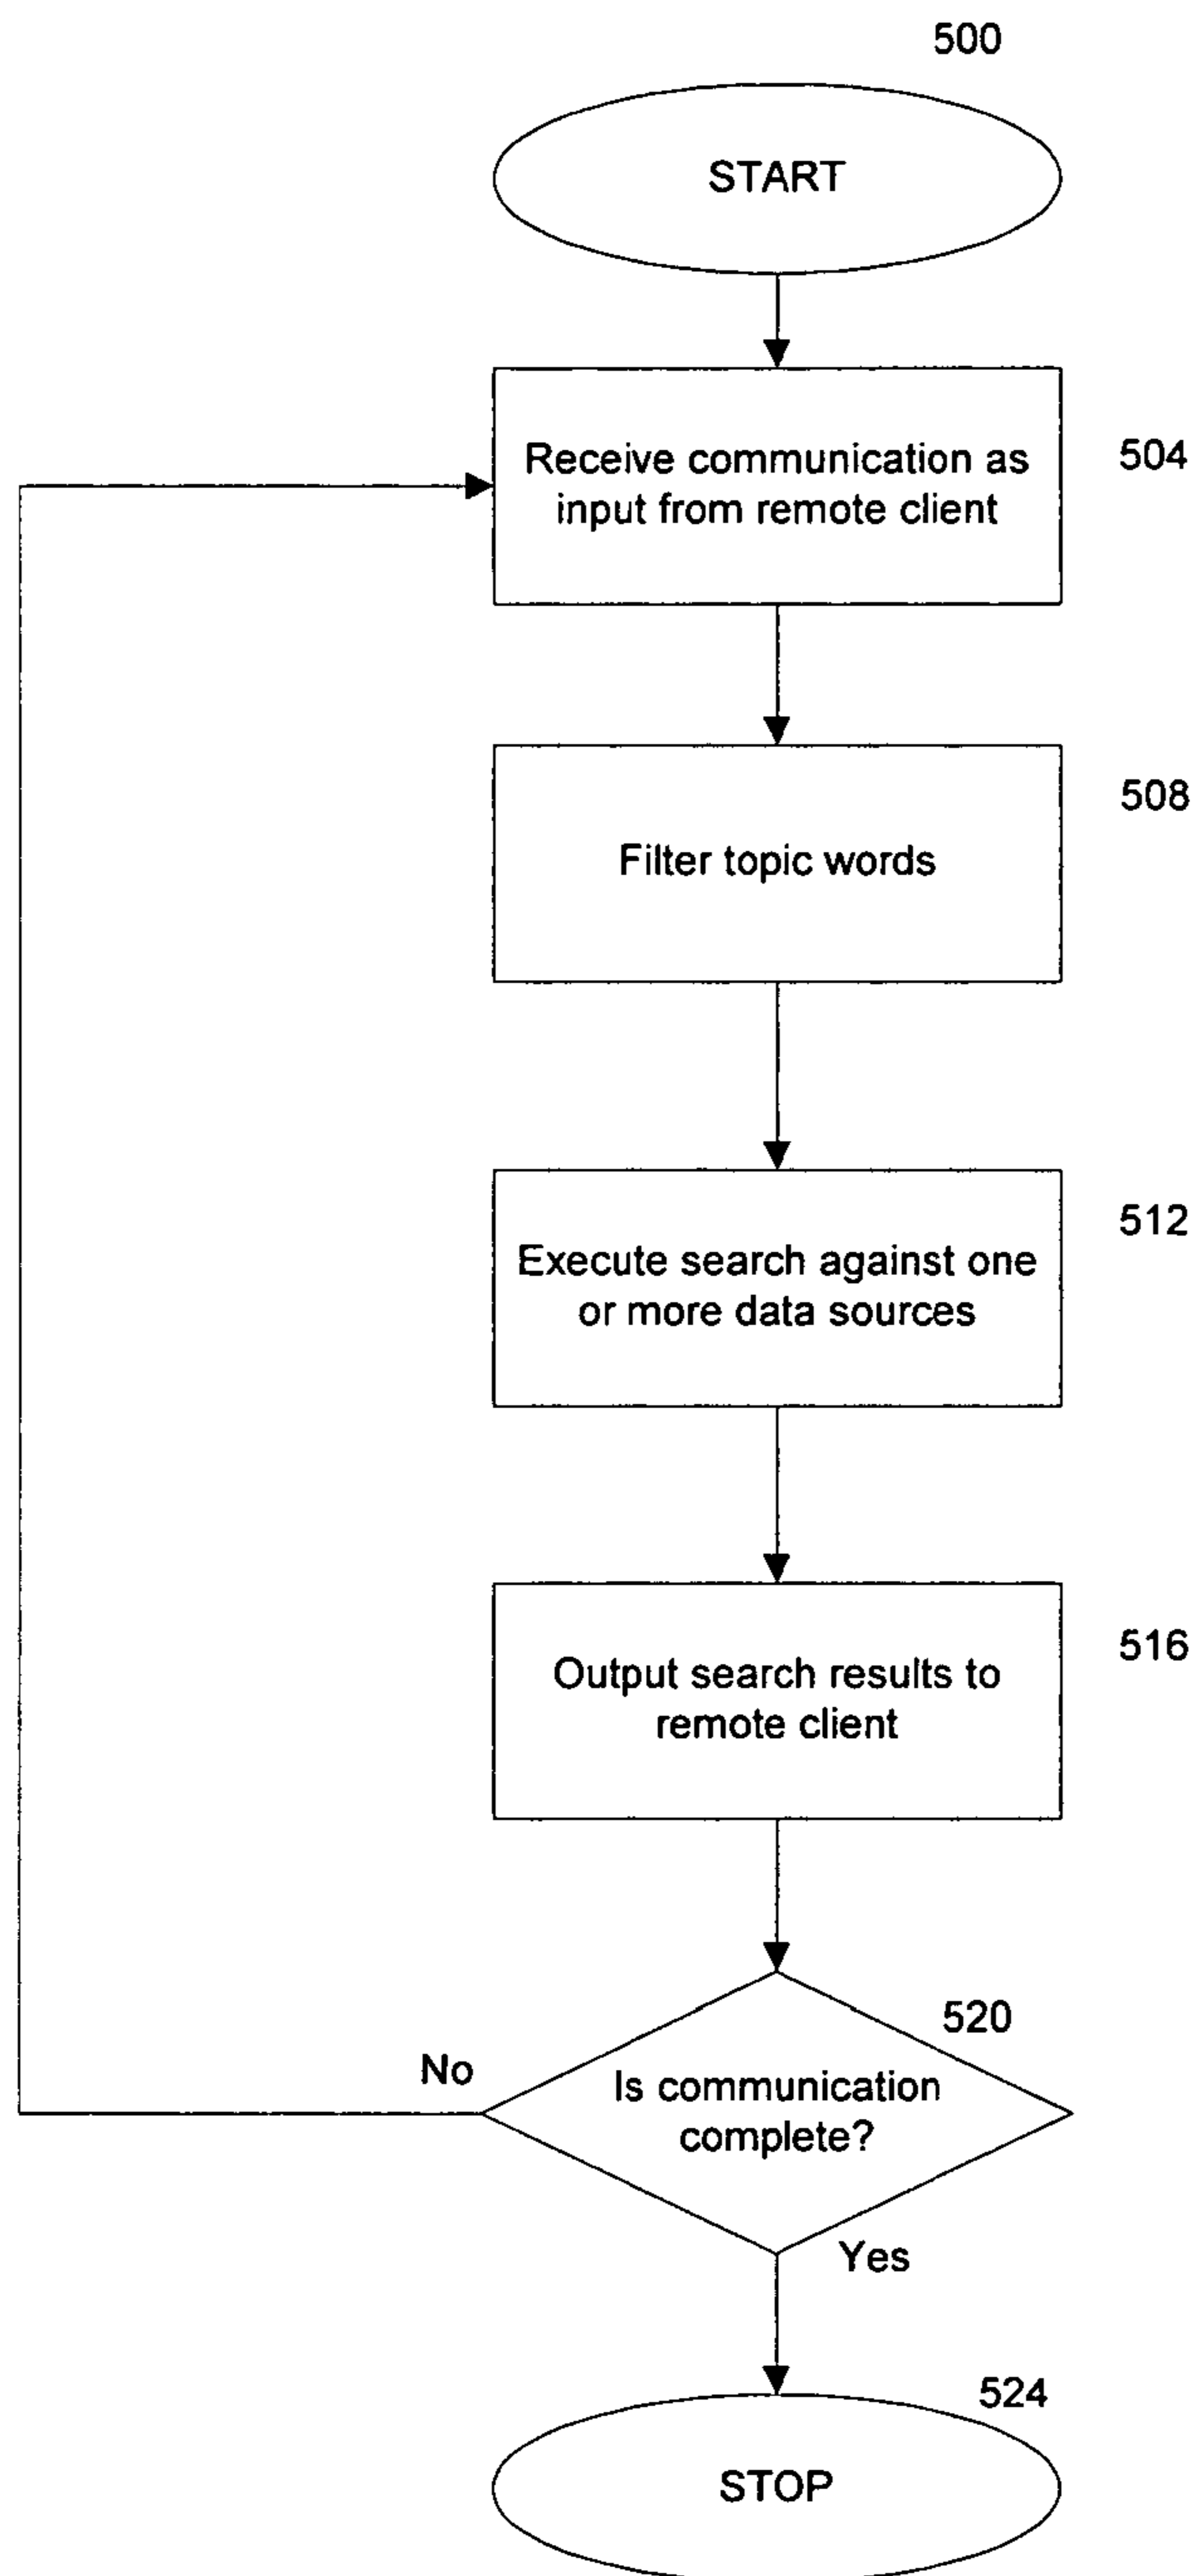 500
START
Receive communication as
input from remote client
504
Filter topic words
508
Execute search against one
or more data sources
512
Output search results to
remote client
516
520
Is communication
complete?
No
Yes
524
STOP